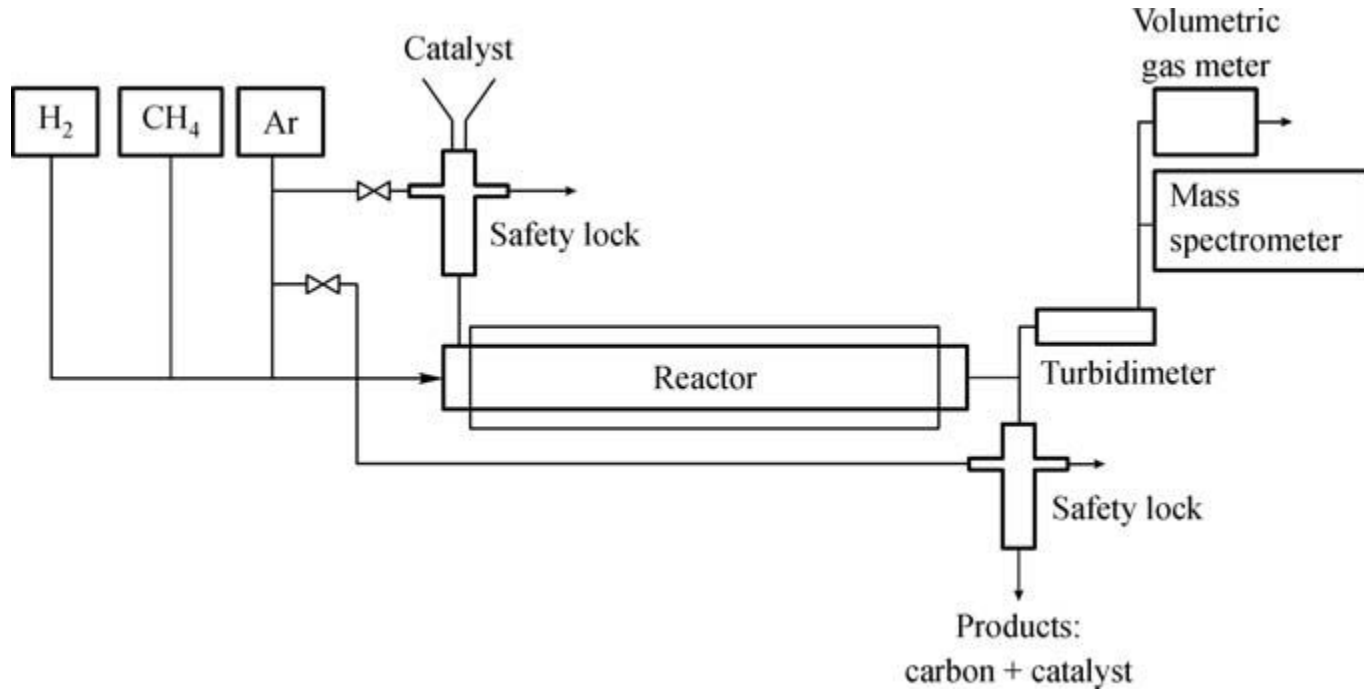 Volumetric
gas meter
Catalyst
H₂
CH₄
Ar
Mass
spectrometer
Safety lock
Reactor
Turbidimeter
Safety lock
Products:
carbon + catalyst